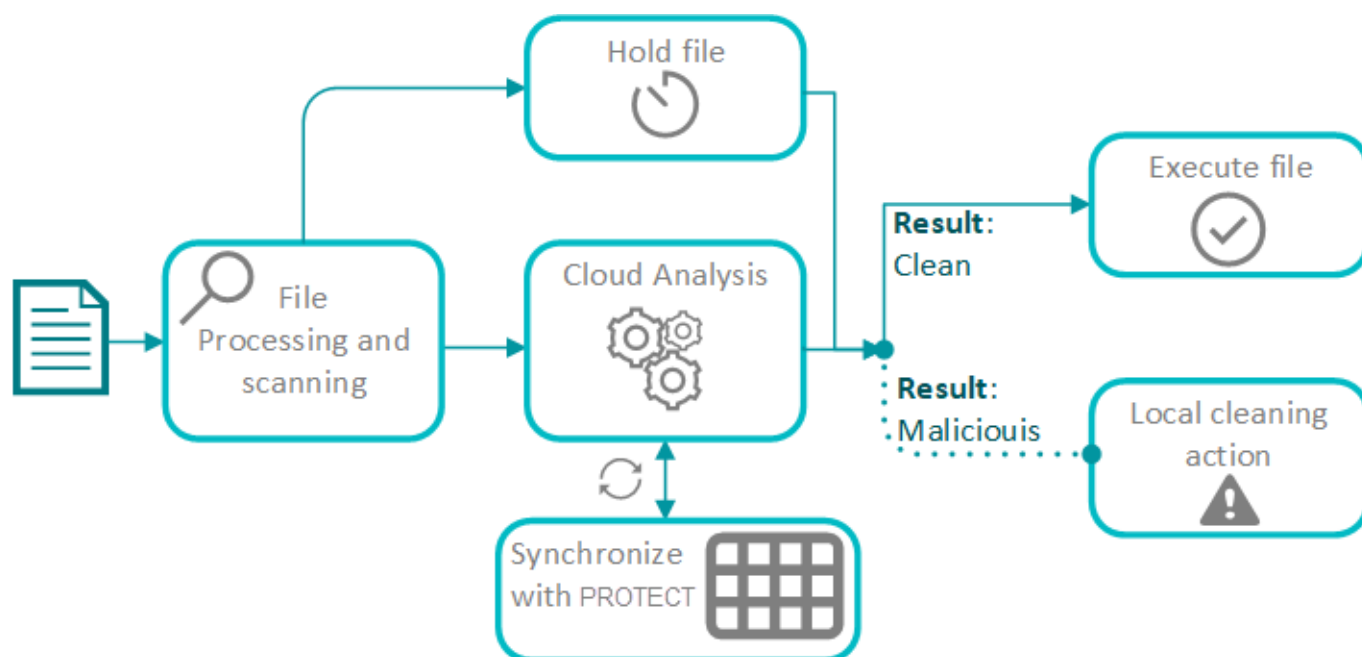 Hold file
Execute file
Result:
Clean
File
Processing and
scanning
Cloud Analysis
Result:
Maliciouis
Local cleaning
action
Synchronize
with PROTECT